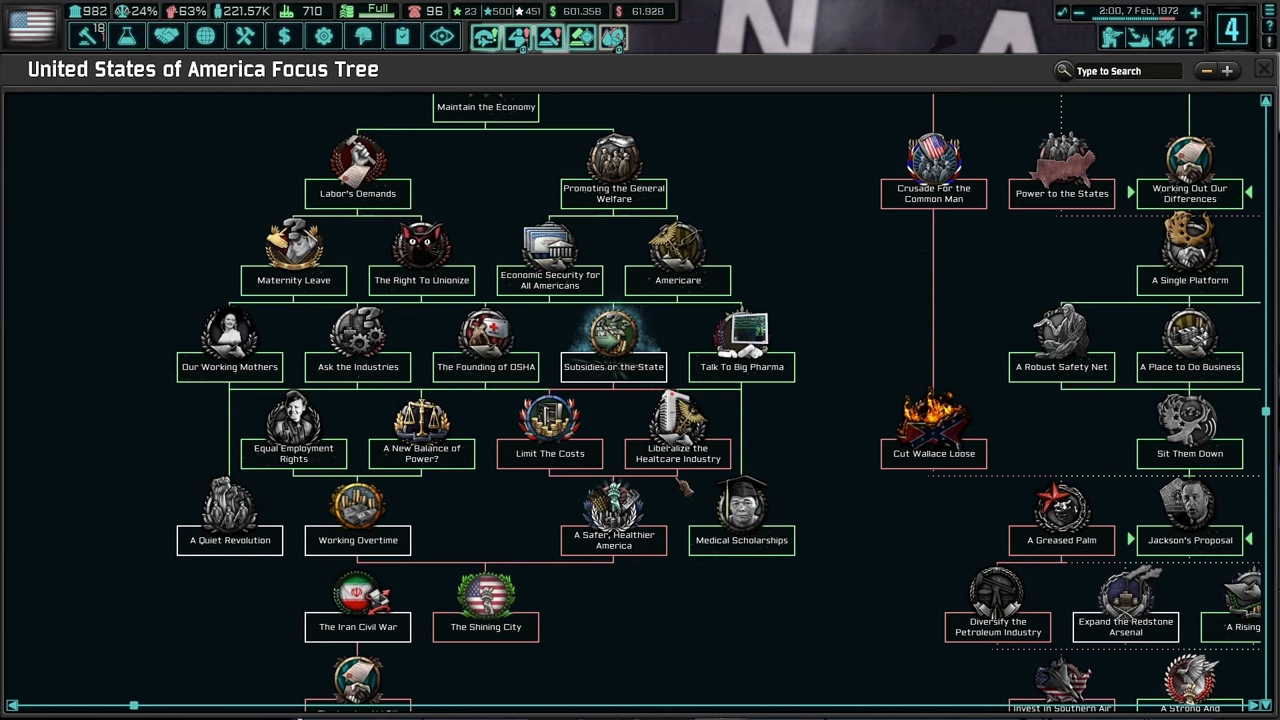 982 24% 63% 221.57K 710 Full 96 23 500 451 $ 601.35B $ 61.92B
2:00, 7 Feb, 1972
4
18
United States of America Focus Tree
Type to Search
N A
Maintain the Economy
Labor's Demands
Promoting the General
Welfare
Crusade For the
Common Man
Power to the States
Working Out Our
Differences
Maternity Leave
The Right To Unionize
Economic Security for
All Americans
Americare
A Single Platform
Our Working Mothers
Ask the Industries
The Founding of OSHA
Subsidies or the State
Talk To Big Pharma
A Robust Safety Net
A Place to Do Business
Equal Employment
Rights
A New Balance of
Power?
Limit The Costs
Liberalize the
Healtcare Industry
Cut Wallace Loose
Sit Them Down
A Quiet Revolution
Working Overtime
A Safer, Healthier
America
Medical Scholarships
A Greased Palm
Jackson's Proposal
The Iran Civil War
The Shining City
Diversify the
Petroleum Industry
Expand the Redstone
Arsenal
A Rising
Invest In Southern Air
A Strong And